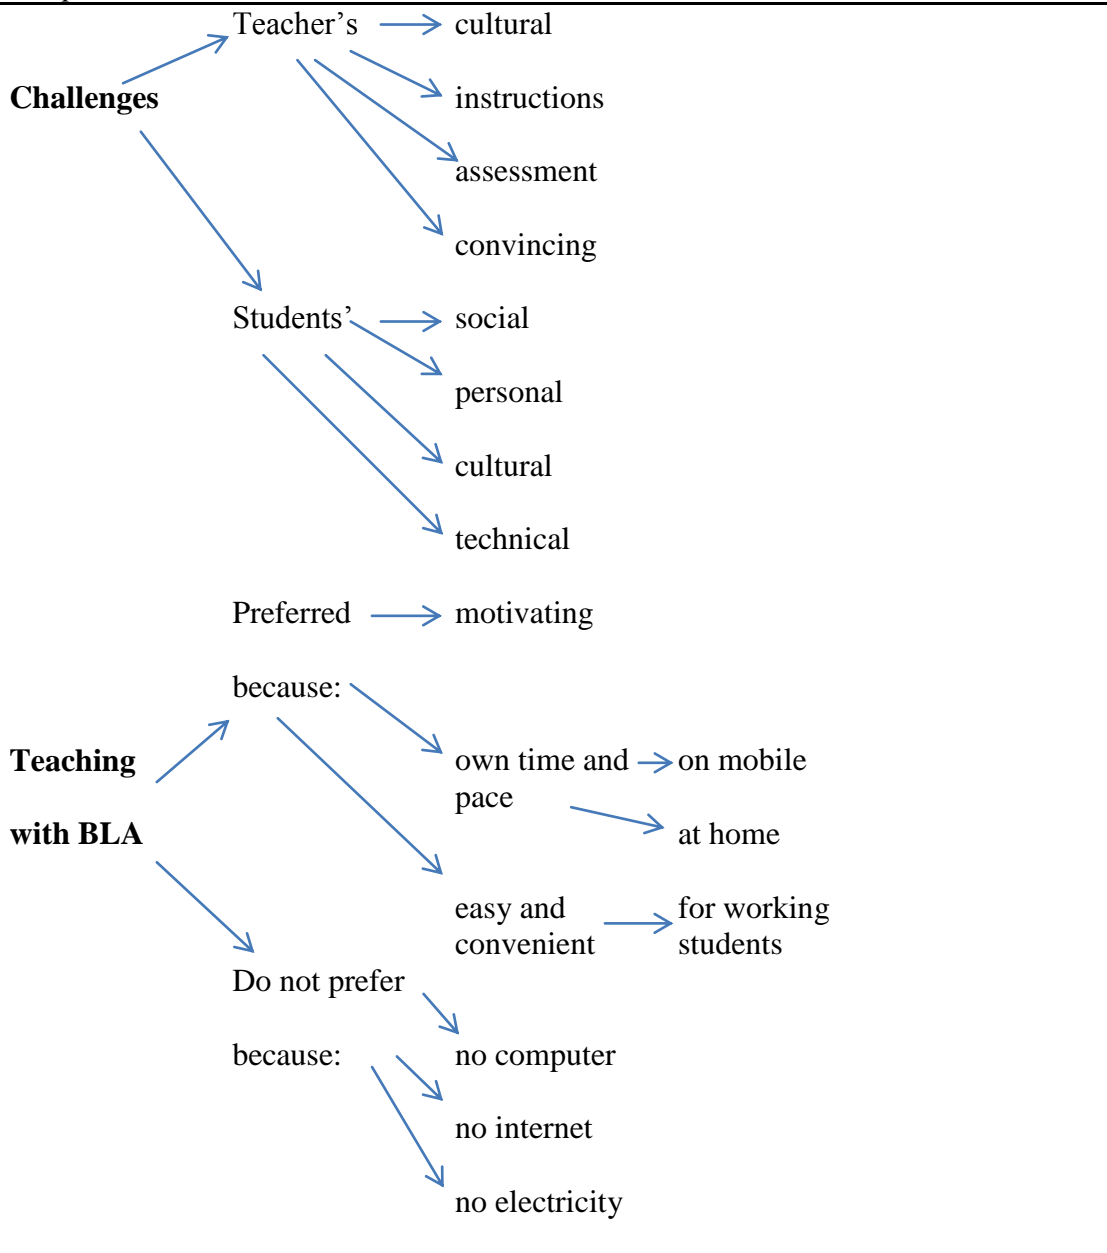 Teacher’s cultural
Challenges instructions
assessment
convincing
Students’ social
personal
cultural
technical
Preferred motivating
because:
Teaching own time and on mobile
pace
with BLA at home
easy and for working
convenient students
Do not prefer
because: no computer
no internet
no electricity